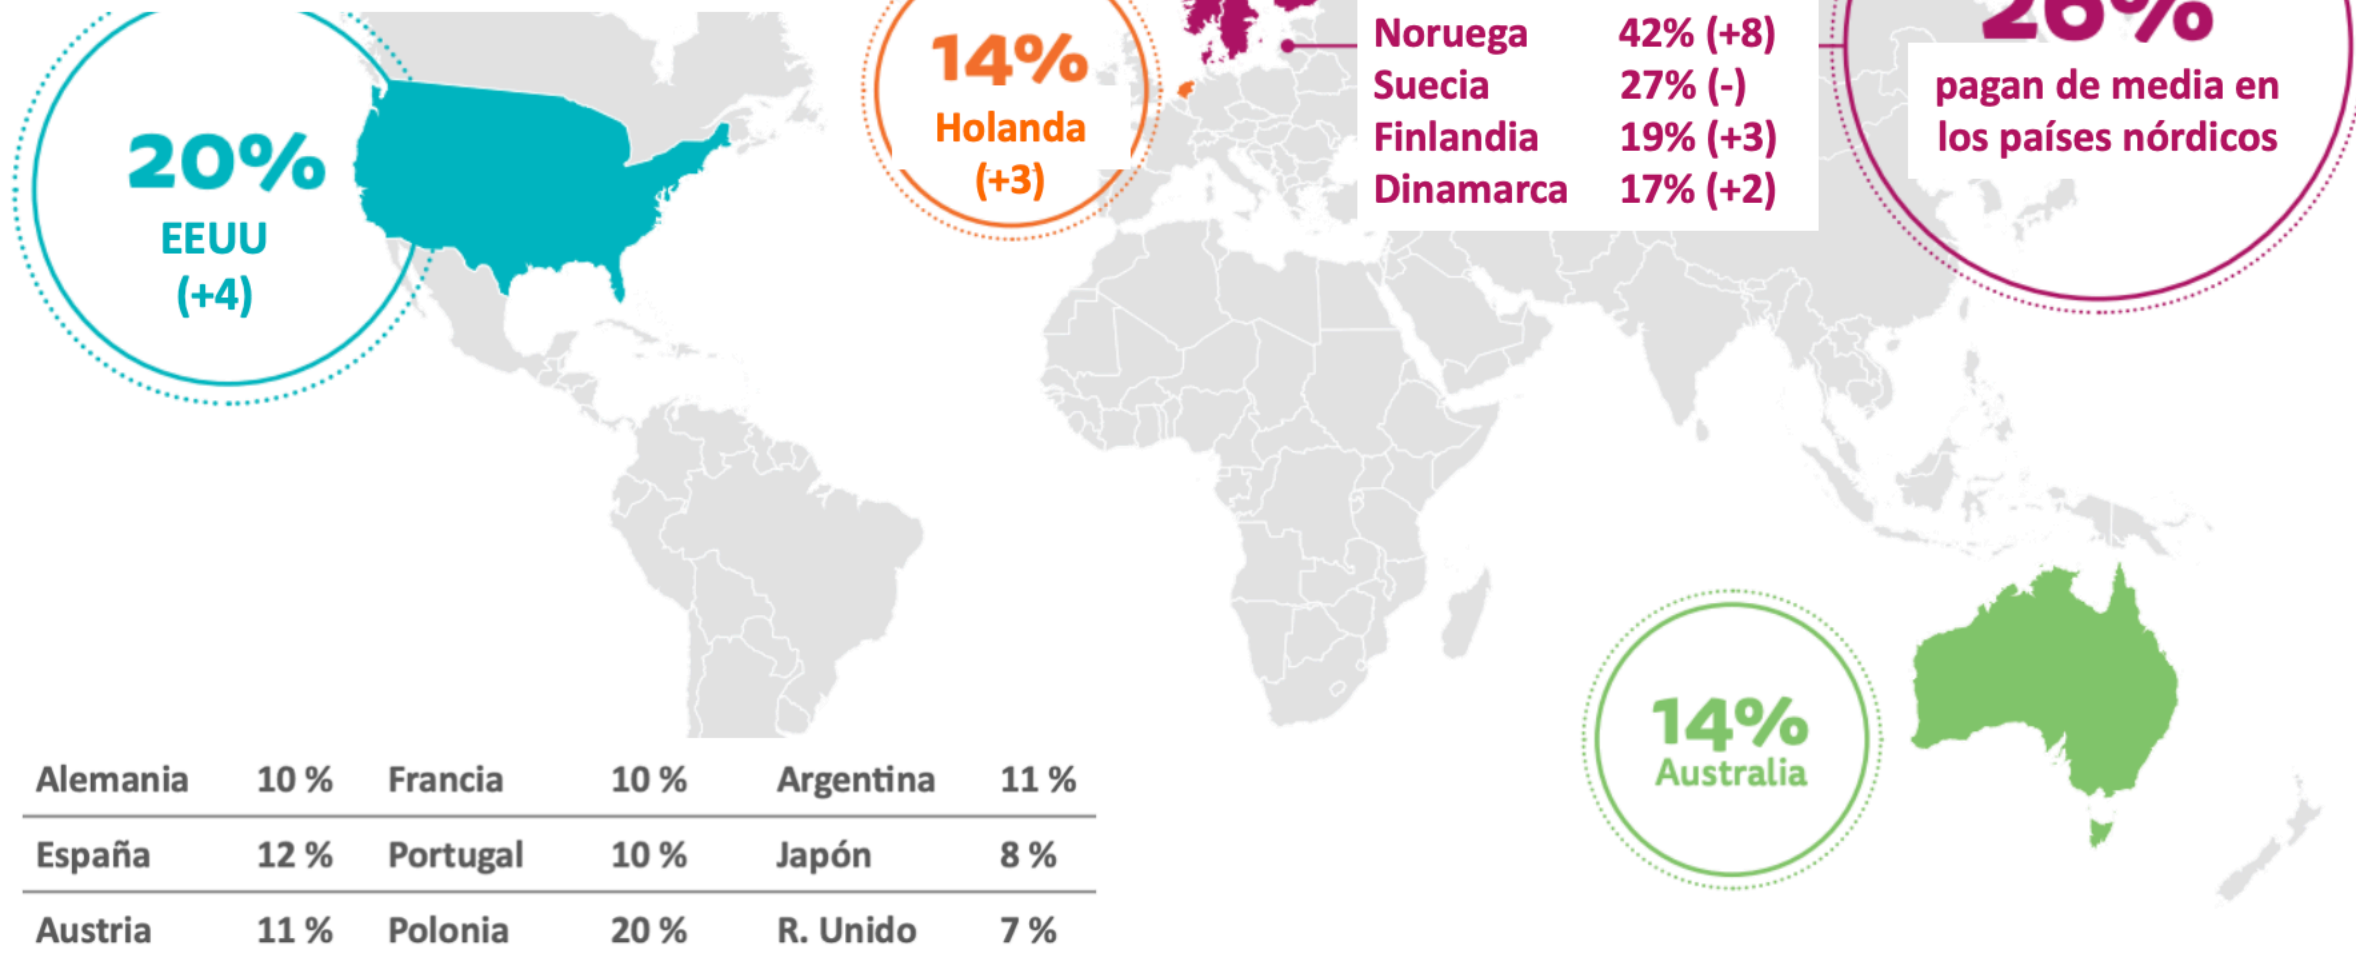 20%
EEUU
(+4)
14%
Holanda
(+3)
Noruega 42% (+8)
Suecia 27% (-)
Finlandia 19% (+3)
Dinamarca 17% (+2)
26%
pagan de media en
los países nórdicos
14%
Australia
Alemania 10 % Francia 10 % Argentina 11 %
España 12 % Portugal 10 % Japón 8 %
Austria 11 % Polonia 20 % R. Unido 7 %